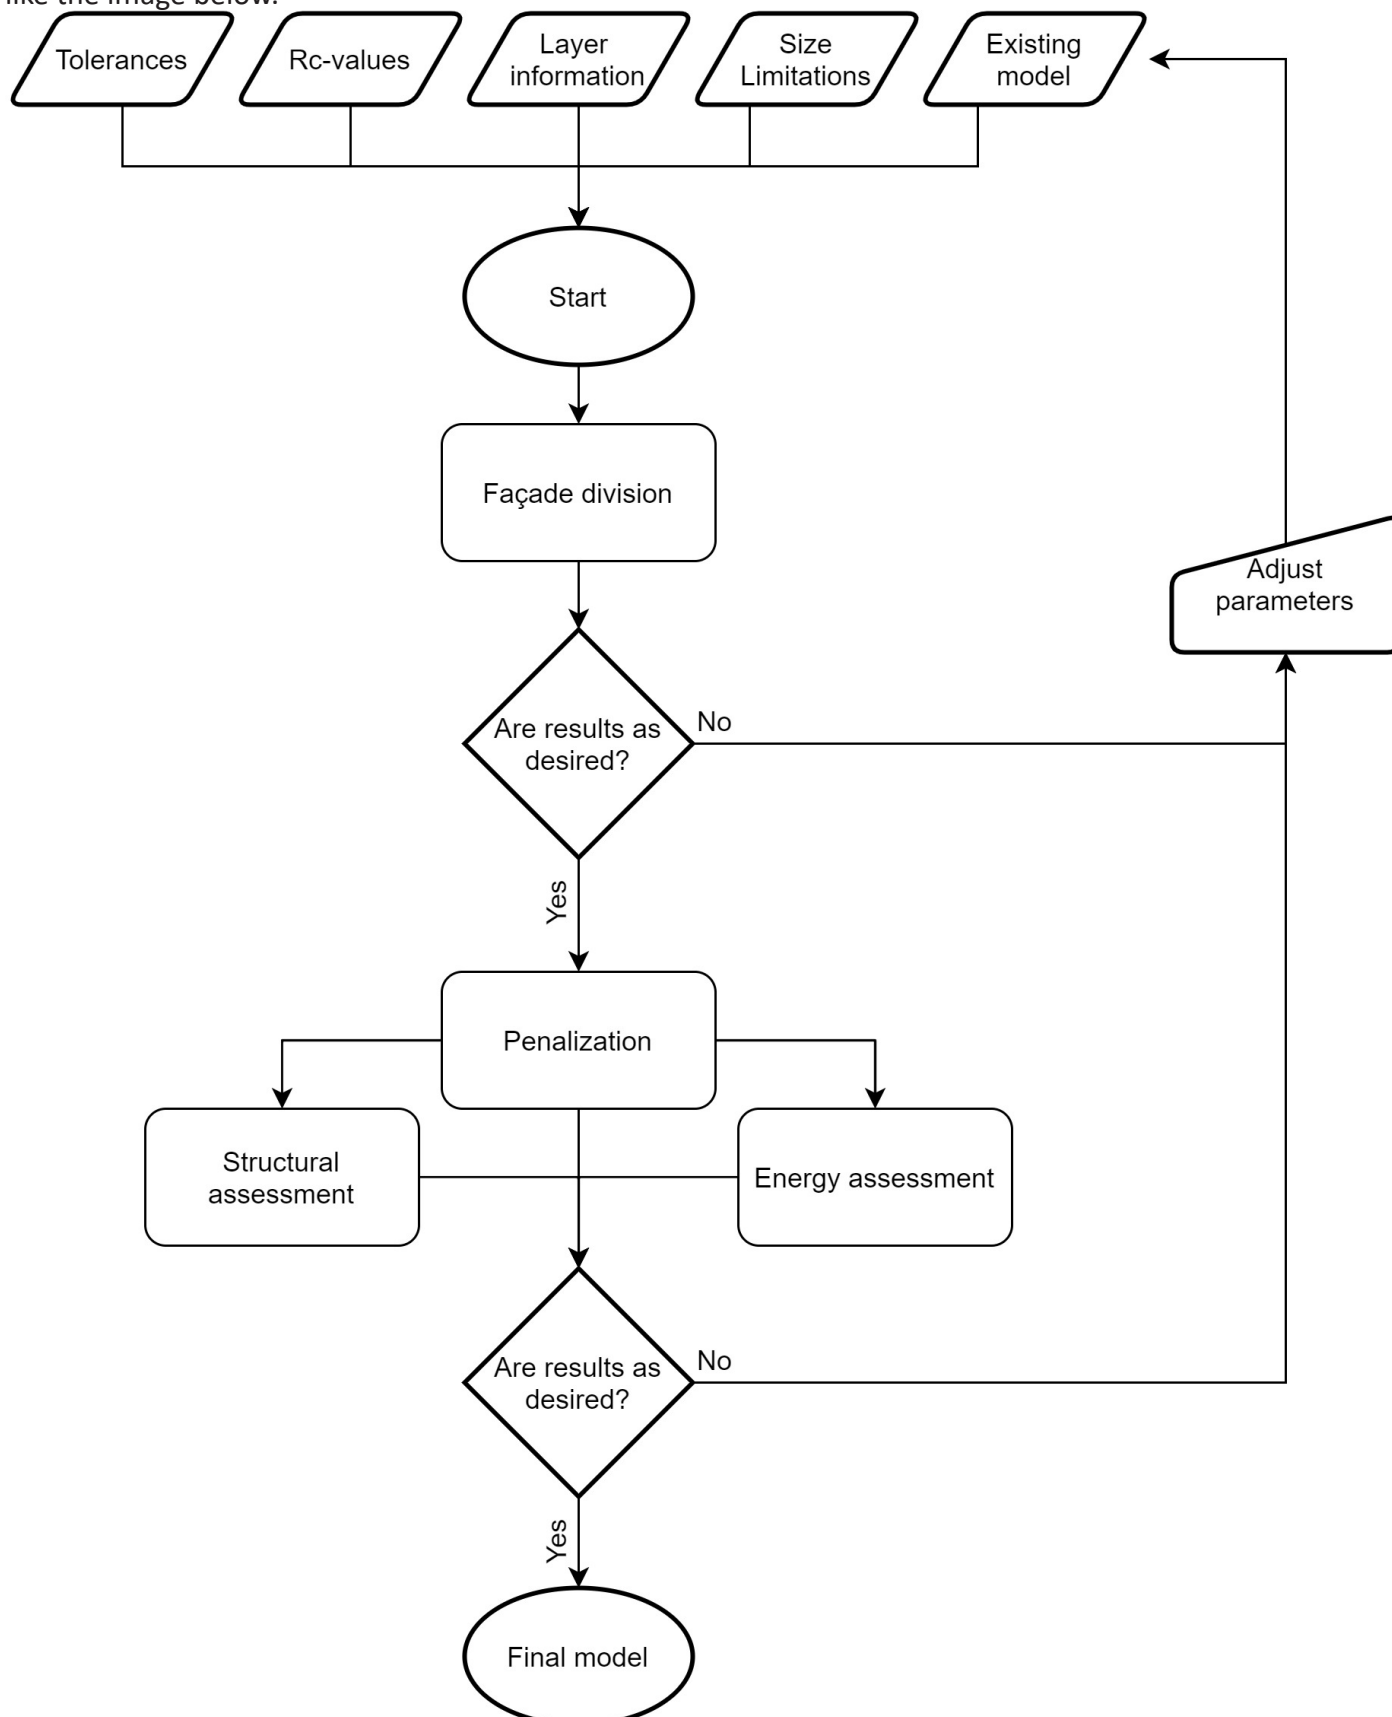 like the image below.
Tolerances
Rc-values
Layer
information
Size
Limitations
Existing
model
Start
Façade division
Adjust
parameters
Are results as
desired?
No
Yes
Penalization
Structural
assessment
Energy assessment
Are results as
desired?
No
Yes
Final model